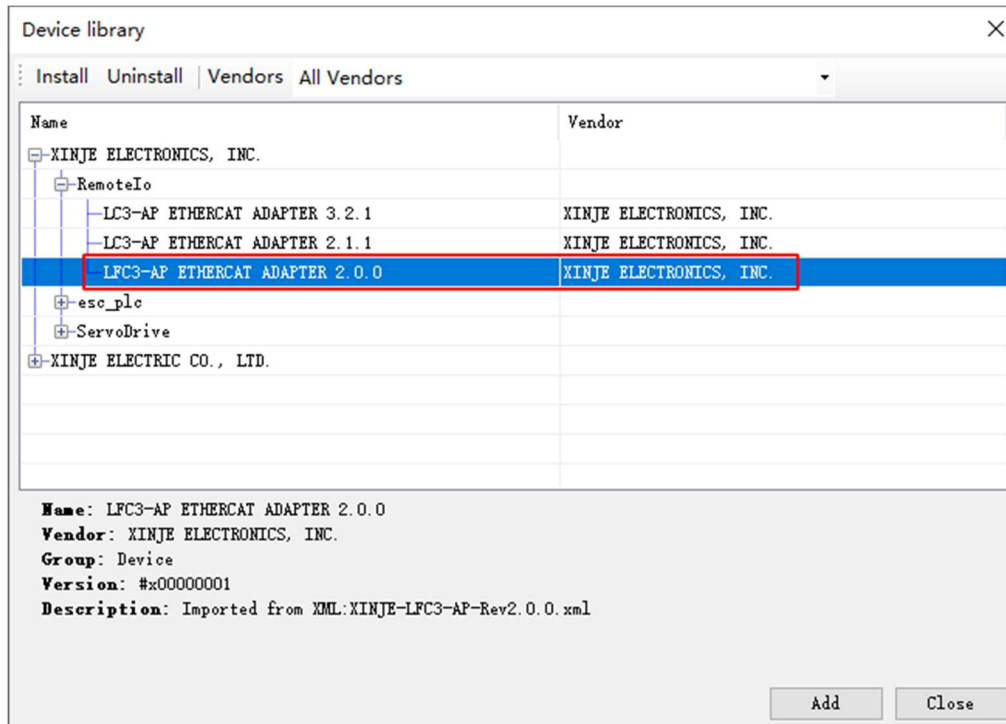 Device library
Install Uninstall Vendors All Vendors
Name Vendor
XINJE ELECTRONICS, INC.
RemoteIo
LC3-AP ETHERCAT ADAPTER 3.2.1 XINJE ELECTRONICS, INC.
LC3-AP ETHERCAT ADAPTER 2.1.1 XINJE ELECTRONICS, INC.
LFC3-AP ETHERCAT ADAPTER 2.0.0 XINJE ELECTRONICS, INC.
esc_plc
ServoDrive
XINJE ELECTRIC CO., LTD.
Name: LFC3-AP ETHERCAT ADAPTER 2.0.0
Vendor: XINJE ELECTRONICS, INC.
Group: Device
Version: #x00000001
Description: Imported from XML:XINJE-LFC3-AP-Rev2.0.0.xml
Add Close